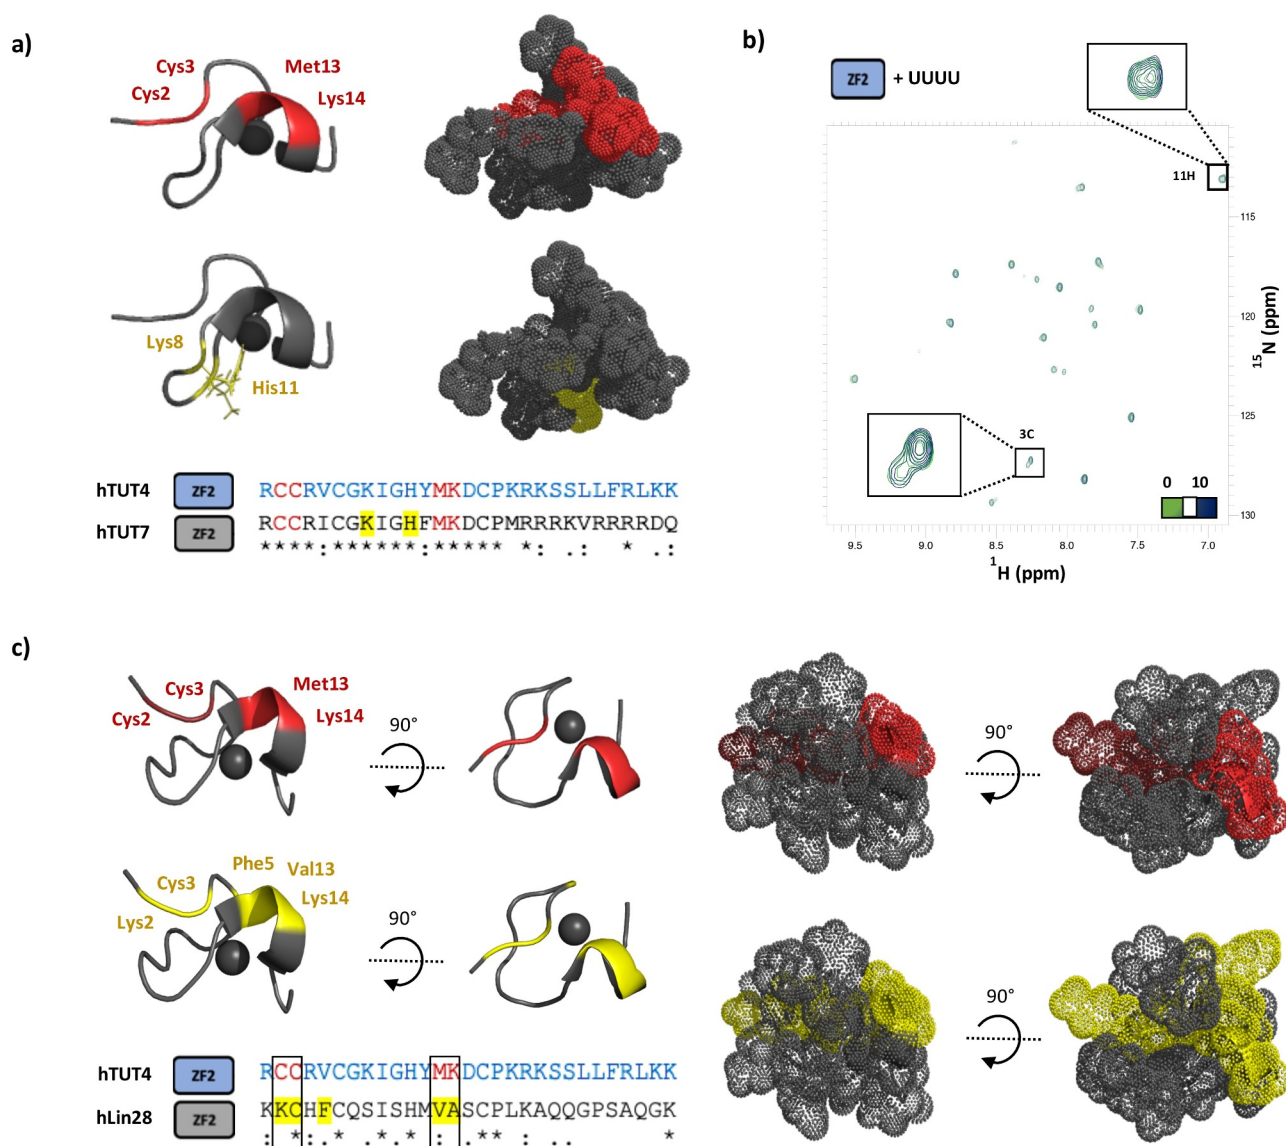 a)
Cys3
Met13
Cys2
Lys14
Lys8
His11
hTUT4 ZF2 RCCRVCGKIGHYMKDCPKRKSSLLFRLKK
hTUT7 ZF2 RCCRICGKIGHFMKDCPMRRRKVRRRRDQ
****:******:******** *: .: * .:
b)
ZF2 + UUUU
11H
115
120
125
130
15N (ppm)
3C
0 10
9.5 9.0 8.5 8.0 7.5 7.0
1H (ppm)
c)
Cys3
Met13
Cys2
Lys14
90°
90°
Phe5
Val13
Cys3
Lys14
Lys2
90°
90°
hTUT4 ZF2 RCCRVCGKIGHYMKDCPKRKSSLLFRLKK
hLin28 ZF2 KKCHFCQSISHMVASCPLKAQQGPSAQGK
: * .* .*.* : .** : .. *